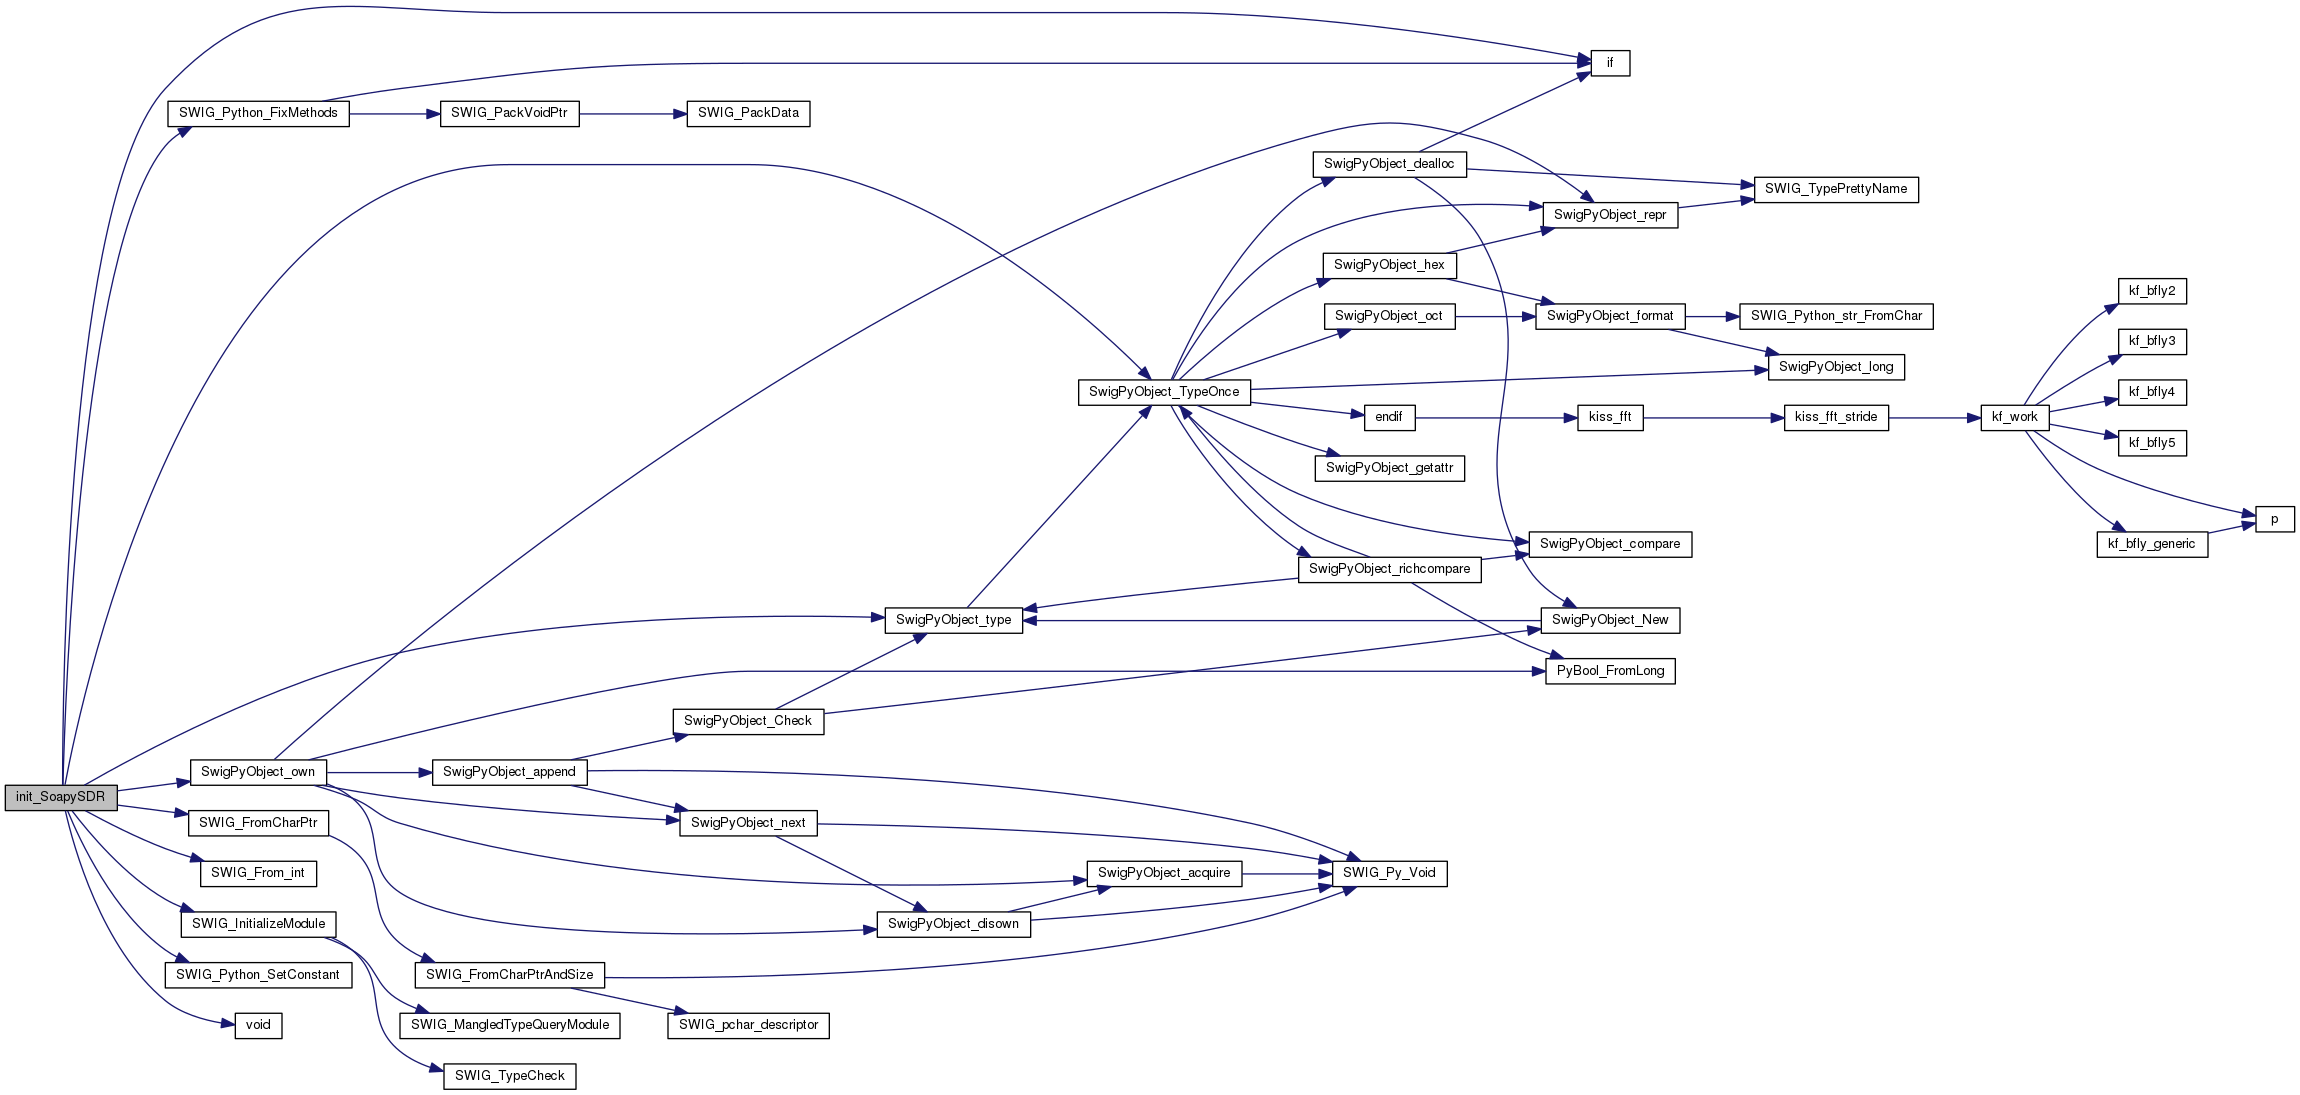 if
SWIG_Python_FixMethods
SWIG_PackVoidPtr
SWIG_PackData
SwigPyObject_dealloc
SWIG_TypePrettyName
SwigPyObject_repr
SwigPyObject_hex
kf_bfly2
SwigPyObject_oct
SwigPyObject_format
SWIG_Python_str_FromChar
kf_bfly3
SwigPyObject_long
SwigPyObject_TypeOnce
kf_bfly4
endif
kiss_fft
kiss_fft_stride
kf_work
kf_bfly5
SwigPyObject_getattr
p
SwigPyObject_compare
kf_bfly_generic
SwigPyObject_richcompare
SwigPyObject_type
SwigPyObject_New
PyBool_FromLong
SwigPyObject_Check
SwigPyObject_own
SwigPyObject_append
init_SoapySDR
SWIG_FromCharPtr
SwigPyObject_next
SWIG_From_int
SwigPyObject_acquire
SWIG_Py_Void
SWIG_InitializeModule
SwigPyObject_disown
SWIG_Python_SetConstant
SWIG_FromCharPtrAndSize
void
SWIG_MangledTypeQueryModule
SWIG_pchar_descriptor
SWIG_TypeCheck